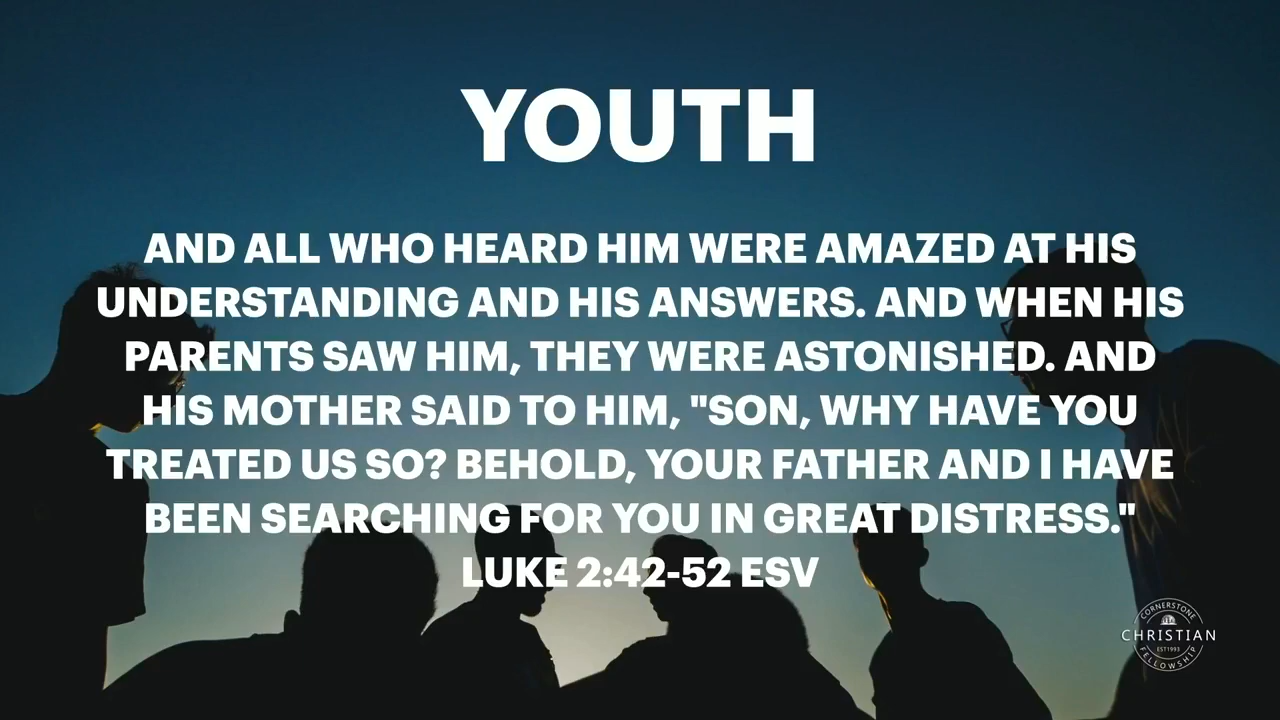 YOUTH
AND ALL WHO HEARD HIM WERE AMAZED AT HIS
UNDERSTANDING AND HIS ANSWERS. AND WHEN HIS
PARENTS SAW HIM, THEY WERE ASTONISHED. AND
HIS MOTHER SAID TO HIM, "SON, WHY HAVE YOU
TREATED US SO? BEHOLD, YOUR FATHER AND I HAVE
BEEN SEARCHING FOR YOU IN GREAT DISTRESS."
LUKE 2:42-52 ESV
CORNERSTONE
CHRISTIAN
EST1993
FELLOWSHIP